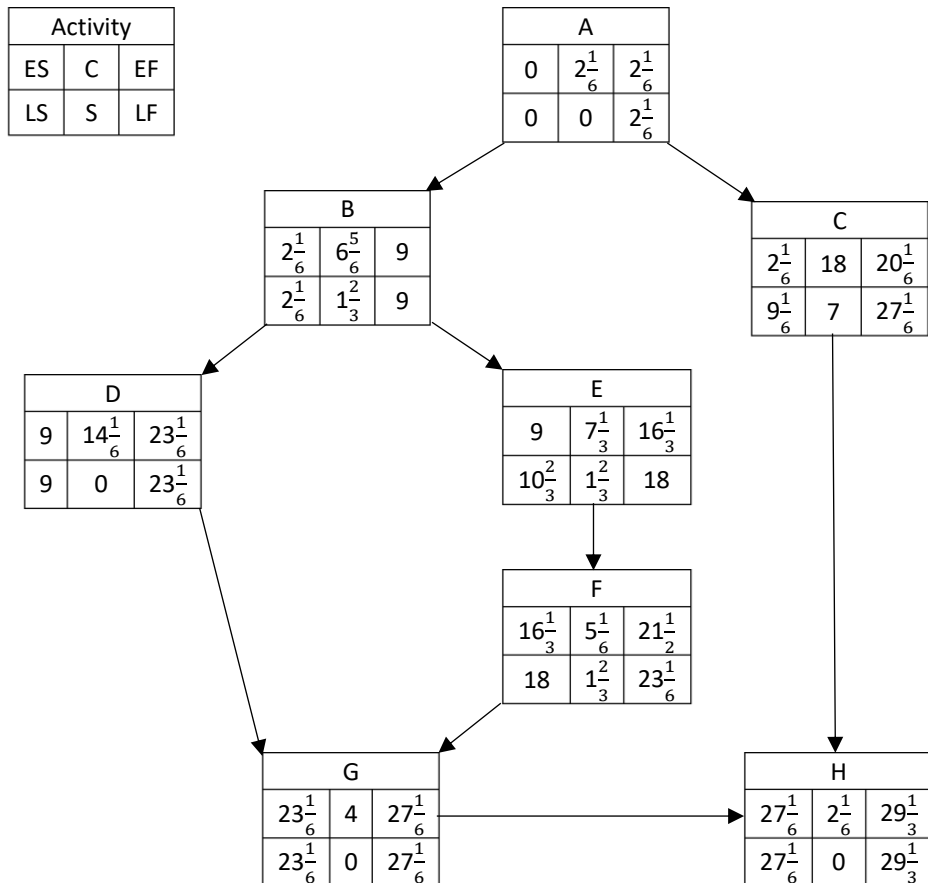 Activity
ES C EF
LS S LF
A
0 2 1/6 2 1/6
0 0 2 1/6
B
2 1/6 6 5/6 9
2 1/6 1 2/3 9
C
2 1/6 18 20 1/6
9 1/6 7 27 1/6
D
9 14 1/6 23 1/6
9 0 23 1/6
E
9 7 1/3 16 1/3
10 2/3 1 2/3 18
F
16 1/3 5 1/6 21 1/2
18 1 2/3 23 1/6
G
23 1/6 4 27 1/6
23 1/6 0 27 1/6
H
27 1/6 2 1/6 29 1/3
27 1/6 0 29 1/3